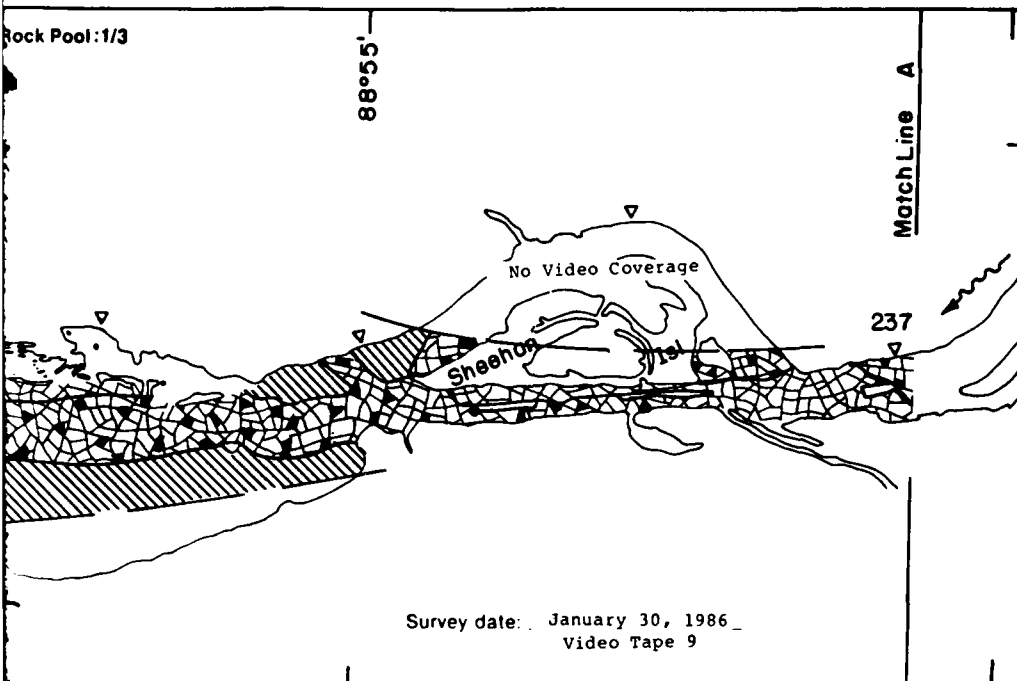 Rock Pool:1/3
88°55'
Match Line A
No Video Coverage
237
Sheehan Isl
Survey date: January 30, 1986
Video Tape 9